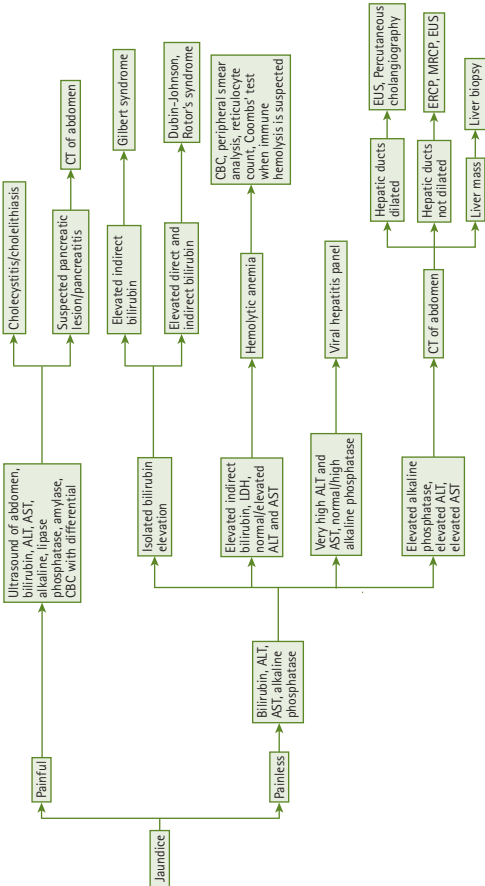 Jaundice
Painful
Ultrasound of abdomen,
bilirubin, ALT, AST,
alkaline, lipase
phosphatase, amylase,
CBC with differential
Cholecystitis/cholelithiasis
Suspected pancreatic
lesion/pancreatitis
CT of abdomen
Painless
Bilirubin, ALT,
AST, alkaline
phosphatase
Isolated bilirubin
elevation
Elevated indirect
bilirubin
Gilbert syndrome
Elevated direct and
indirect bilirubin
Dubin-Johnson,
Rotor's syndrome
Elevated indirect
bilirubin, LDH,
normal/elevated
ALT and AST
Hemolytic anemia
CBC, peripheral smear
analysis, reticulocyte
count, Coombs' test
when immune
hemolysis is suspected
Very high ALT and
AST, normal/high
alkaline phosphatase
Viral hepatitis panel
Elevated alkaline
phosphatase,
elevated ALT,
elevated AST
CT of abdomen
Hepatic ducts
dilated
EUS, Percutaneous
cholangiography
Hepatic ducts
not dilated
ERCP, MRCP, EUS
Liver mass
Liver biopsy